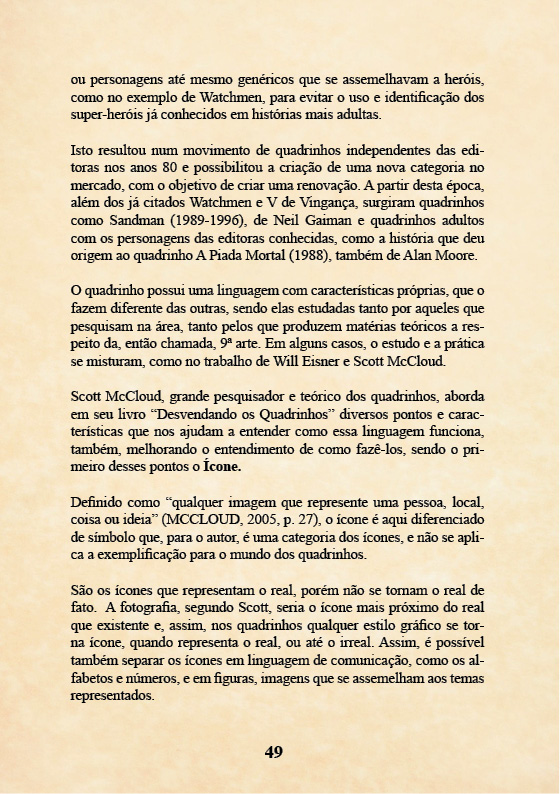 ou personagens até mesmo genéricos que se assemelhavam a heróis,
como no exemplo de Watchmen, para evitar o uso e identificação dos
super-heróis já conhecidos em histórias mais adultas.
Isto resultou num movimento de quadrinhos independentes das edi-
toras nos anos 80 e possibilitou a criação de uma nova categoria no
mercado, com o objetivo de criar uma renovação. A partir desta época,
além dos já citados Watchmen e V de Vingança, surgiram quadrinhos
como Sandman (1989-1996), de Neil Gaiman e quadrinhos adultos
com os personagens das editoras conhecidas, como a história que deu
origem ao quadrinho A Piada Mortal (1988), também de Alan Moore.
O quadrinho possui uma linguagem com características próprias, que o
fazem diferente das outras, sendo elas estudadas tanto por aqueles que
pesquisam na área, tanto pelos que produzem matérias teóricos a res-
peito da, então chamada, 9ª arte. Em alguns casos, o estudo e a prática
se misturam, como no trabalho de Will Eisner e Scott McCloud.
Scott McCloud, grande pesquisador e teórico dos quadrinhos, aborda
em seu livro “Desvendando os Quadrinhos” diversos pontos e carac-
terísticas que nos ajudam a entender como essa linguagem funciona,
também, melhorando o entendimento de como fazê-los, sendo o pri-
meiro desses pontos o Ícone.
Definido como “qualquer imagem que represente uma pessoa, local,
coisa ou ideia” (MCCLOUD, 2005, p. 27), o ícone é aqui diferenciado
de símbolo que, para o autor, é uma categoria dos ícones, e não se apli-
ca a exemplificação para o mundo dos quadrinhos.
São os ícones que representam o real, porém não se tornam o real de
fato.  A fotografia, segundo Scott, seria o ícone mais próximo do real
que existente e, assim, nos quadrinhos qualquer estilo gráfico se tor-
na ícone, quando representa o real, ou até o irreal. Assim, é possível
também separar os ícones em linguagem de comunicação, como os al-
fabetos e números, e em figuras, imagens que se assemelham aos temas
representados.
49